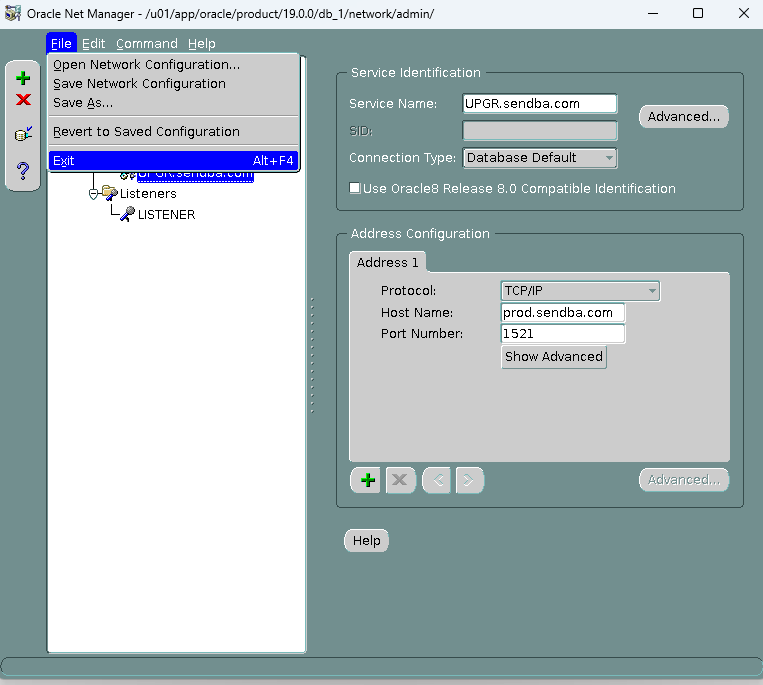 Oracle Net Manager - /u01/app/oracle/product/19.0.0/db_1/network/admin/
File Edit Command Help
Open Network Configuration...
Save Network Configuration
Save As...
Revert to Saved Configuration
Exit Alt+F4
UPGR.sendba.com
Listeners
LISTENER
Service Identification
Service Name: UPGR.sendba.com
Advanced...
SID:
Connection Type: Database Default
Use Oracle8 Release 8.0 Compatible Identification
Address Configuration
Address 1
Protocol: TCP/IP
Host Name: prod.sendba.com
Port Number: 1521
Show Advanced
Advanced...
Help